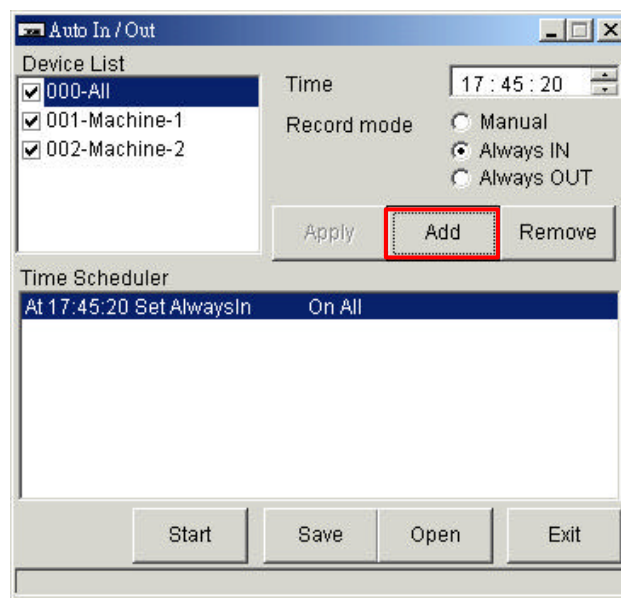 Auto In / Out
Device List
000-All
001-Machine-1
002-Machine-2
Time
17 : 45 : 20
Record mode
Manual
Always IN
Always OUT
Apply
Add
Remove
Time Scheduler
At 17:45:20 Set AlwaysIn On All
Start
Save
Open
Exit